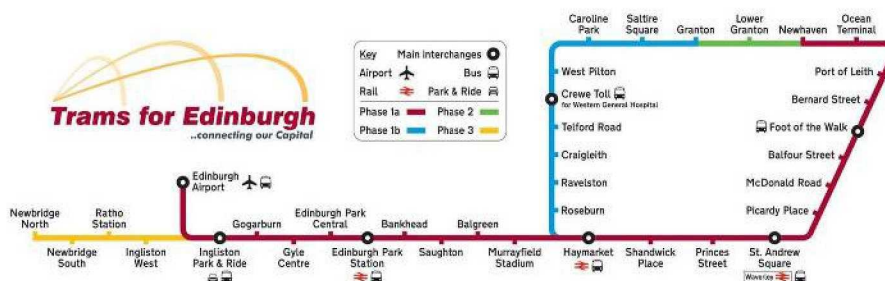 Trams for Edinburgh
..connecting our Capital
Key Main interchanges
Airport Bus
Rail Park & Ride
Phase 1a Phase 2
Phase 1b Phase 3
Caroline
Park
Saltire
Square
Granton
Lower
Granton
Newhaven
Ocean
Terminal
West Pilton
Crewe Toll
for Western General Hospital
Telford Road
Craigleith
Ravelston
Roseburn
Port of Leith
Bernard Street
Foot of the Walk
Balfour Street
McDonald Road
Picardy Place
Edinburgh
Airport
Newbridge
North
Newbridge
South
Ratho
Station
Ingliston
West
Ingliston
Park & Ride
Gogarburn
Gyle
Centre
Edinburgh Park
Central
Edinburgh Park
Station
Bankhead
Saughton
Balgreen
Murrayfield
Stadium
Haymarket
Shandwick
Place
Princes
Street
St. Andrew
Square
Waverley